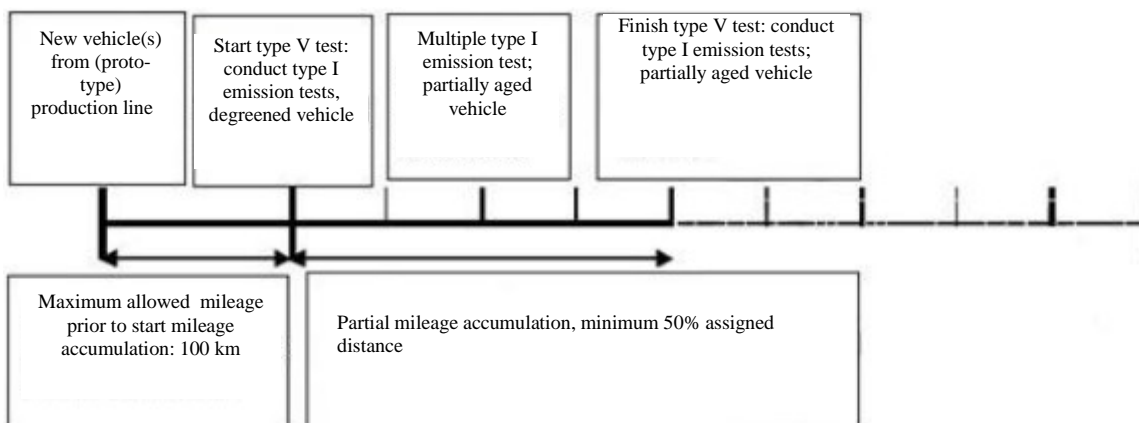 New vehicle(s)
from (proto-
type)
production line
Start type V test:
conduct type I
emission tests,
degreened vehicle
Multiple type I
emission test;
partially aged
vehicle
Finish type V test: conduct
type I emission tests;
partially aged vehicle
Maximum allowed mileage
prior to start mileage
accumulation: 100 km
Partial mileage accumulation, minimum 50% assigned
distance